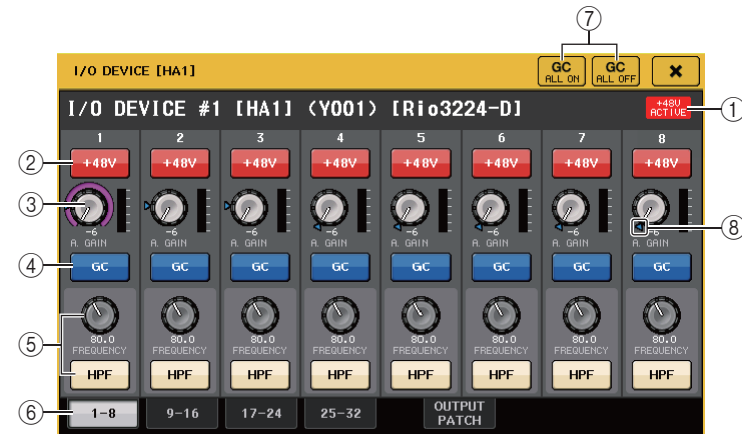 ⑦
I/O DEVICE [HA1] GC ALL ON GC ALL OFF ×
I/O DEVICE #1 [HA1] (Y001) [Rio3224-D] +48V ACTIVE ①
1 2 3 4 5 6 7 8
② +48V +48V +48V +48V +48V +48V +48V +48V
③
-6 -6 -6 -6 -6 -6 -6 -6 ⑧
A. GAIN A. GAIN A. GAIN A. GAIN A. GAIN A. GAIN A. GAIN A. GAIN
④ GC GC GC GC GC GC GC GC
⑤
80.0 80.0 80.0 80.0 80.0 80.0 80.0 80.0
FREQUENCY FREQUENCY FREQUENCY FREQUENCY FREQUENCY FREQUENCY FREQUENCY FREQUENCY
HPF HPF HPF HPF HPF HPF HPF HPF
⑥ 1-8 9-16 17-24 25-32 OUTPUT PATCH